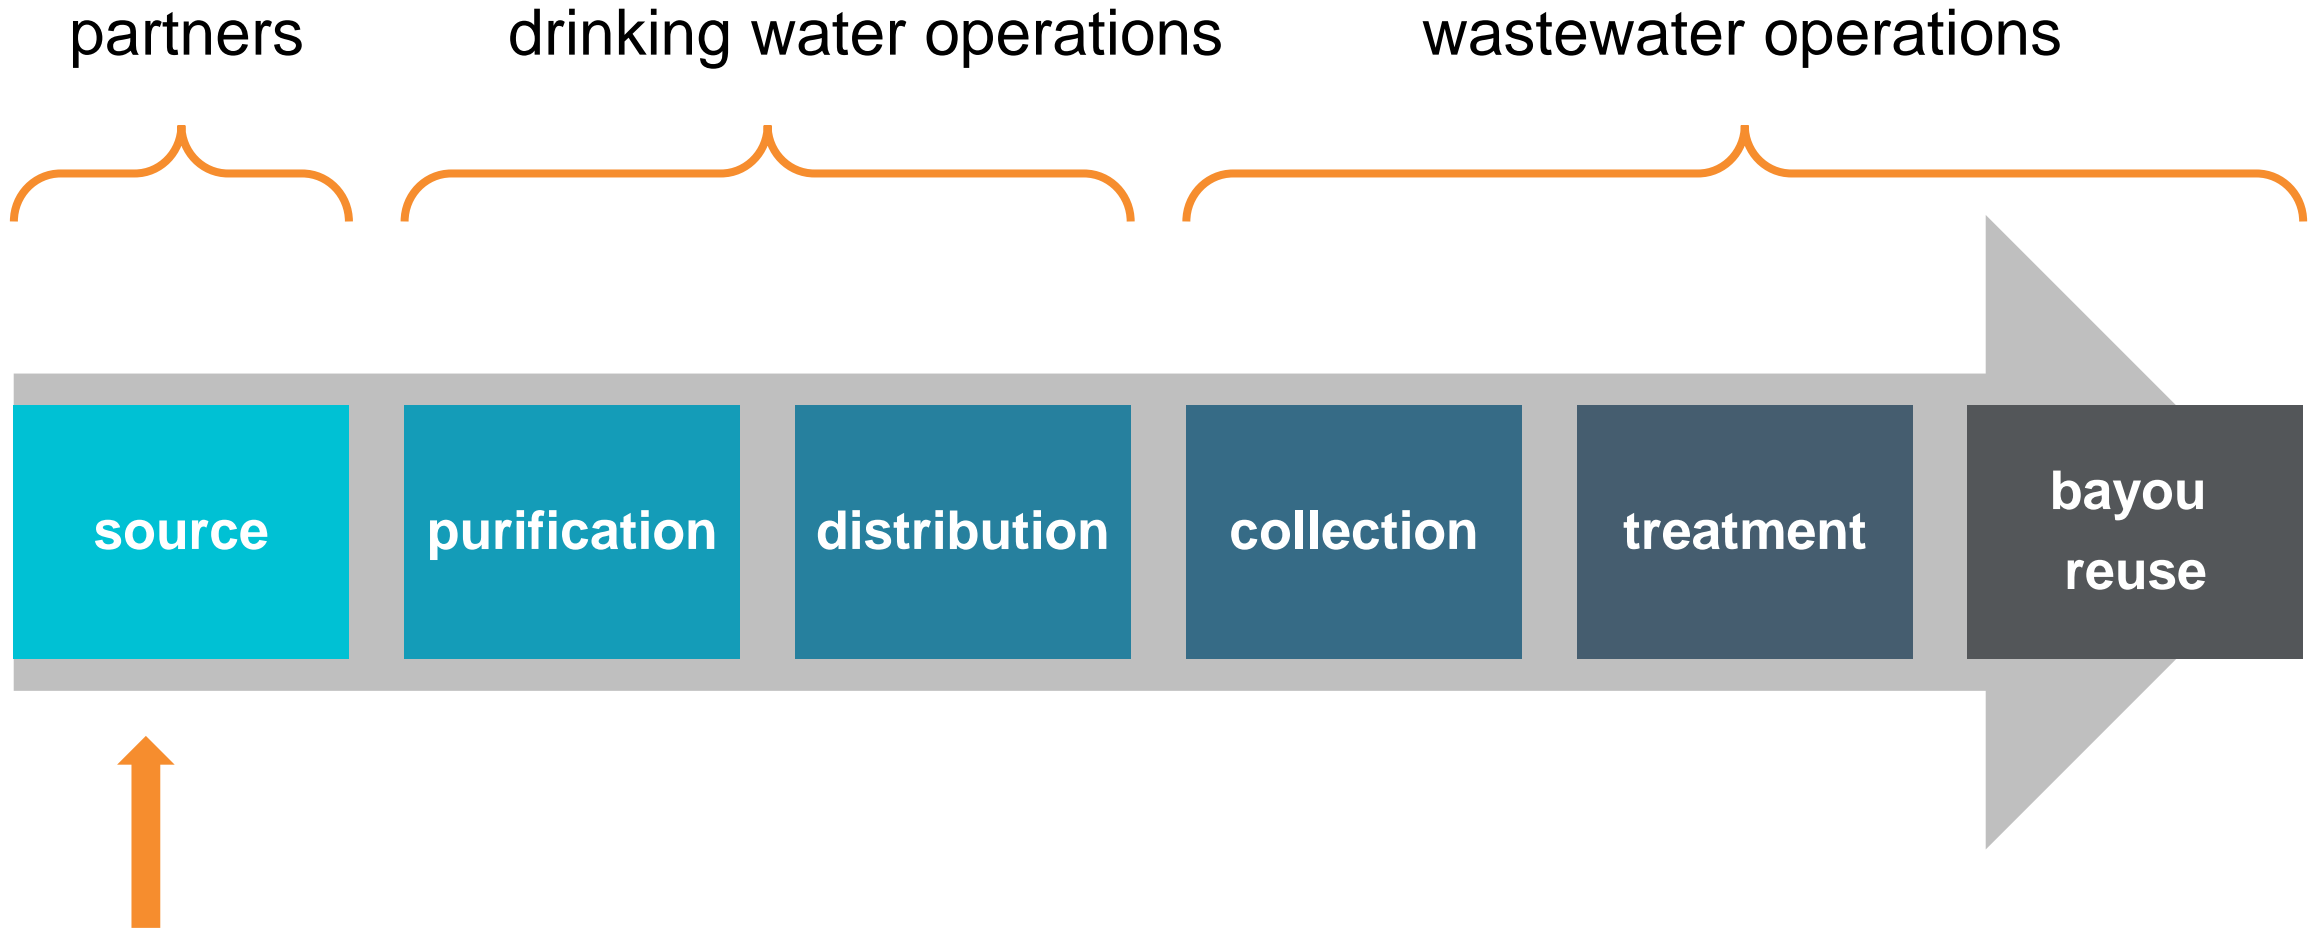 partners
drinking water operations
wastewater operations
source
purification
distribution
collection
treatment
bayou
reuse